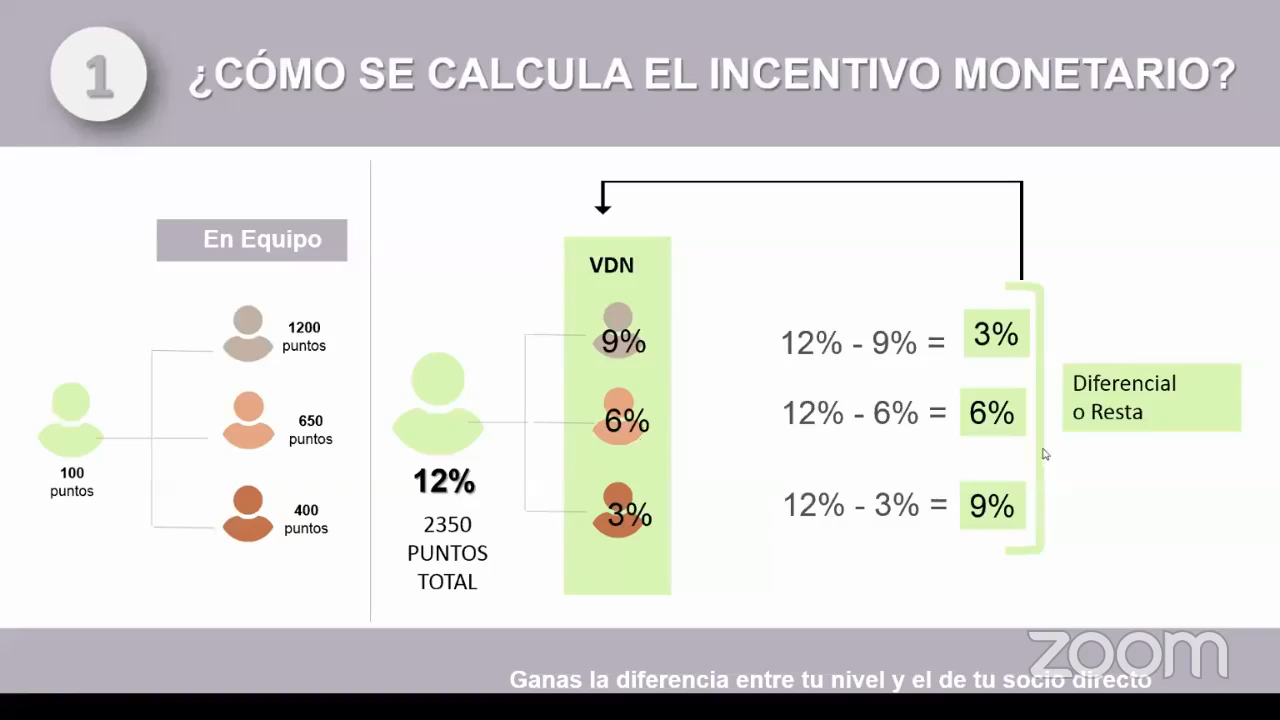 1
¿CÓMO SE CALCULA EL INCENTIVO MONETARIO?
En Equipo
1200
puntos
650
puntos
400
puntos
100
puntos
12%
2350
PUNTOS
TOTAL
VDN
9%
6%
3%
12% - 9% = 3%
12% - 6% = 6%
12% - 3% = 9%
Diferencial
o Resta
zoom
Ganas la diferencia entre tu nivel y el de tu socio directo